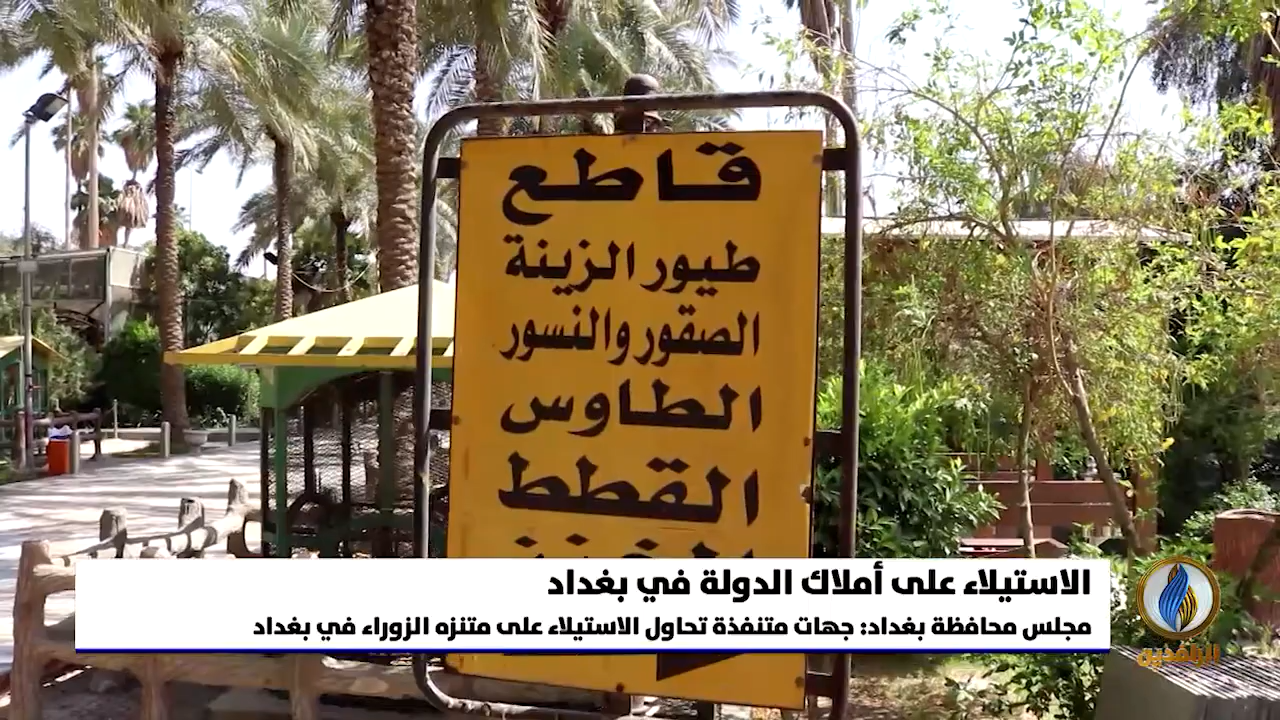 قاطع
طيور الزينة
الصقور والنسور
الطاوس
القطط
الاستيلاء على أملاك الدولة في بغداد
مجلس محافظة بغداد: جهات متنفذة تحاول الاستيلاء على متنزه الزوراء في بغداد
الرافدين